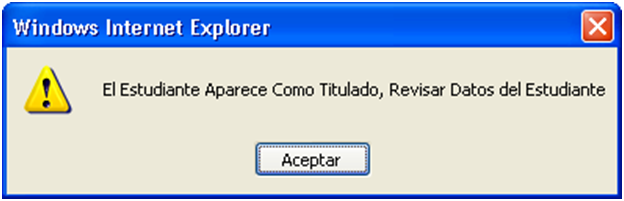 Windows Internet Explorer
El Estudiante Aparece Como Titulado, Revisar Datos del Estudiante
Aceptar